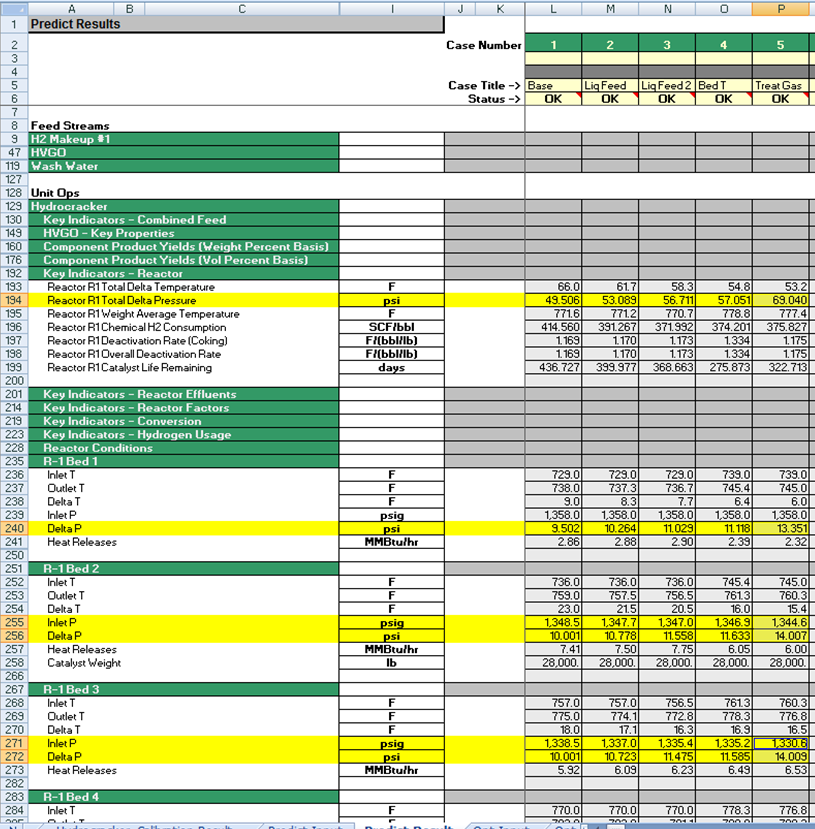 A B C I J K L M N O P
1 Predict Results
2 Case Number 1 2 3 4 5
3
4
5 Case Title -> Base Liq Feed Liq Feed 2 Bed T Treat Gas
6 Status -> OK OK OK OK OK
7
8 Feed Streams
9 H2 Makeup #1
47 HVGO
119 Wash Water
127
128 Unit Ops
129 Hydrocracker
130 Key Indicators - Combined Feed
149 HVGO - Key Properties
160 Component Product Yields (Weight Percent Basis)
176 Component Product Yields (Vol Percent Basis)
192 Key Indicators - Reactor
193 Reactor R1 Total Delta Temperature F 66.0 61.7 58.3 54.8 53.2
194 Reactor R1 Total Delta Pressure psi 49.506 53.089 56.711 57.051 69.040
195 Reactor R1 Weight Average Temperature F 771.6 771.2 770.7 778.8 777.4
196 Reactor R1 Chemical H2 Consumption SCF/bbl 414.560 391.267 371.992 374.201 375.827
197 Reactor R1 Deactivation Rate (Coking) F/(bbl/lb) 1.169 1.170 1.173 1.334 1.175
198 Reactor R1 Overall Deactivation Rate F/(bbl/lb) 1.169 1.170 1.173 1.334 1.175
199 Reactor R1 Catalyst Life Remaining days 436.727 399.977 368.663 275.873 322.713
200
201 Key Indicators - Reactor Effluents
214 Key Indicators - Reactor Factors
219 Key Indicators - Conversion
223 Key Indicators - Hydrogen Usage
228 Reactor Conditions
235 R-1 Bed 1
236 Inlet T F 729.0 729.0 729.0 739.0 739.0
237 Outlet T F 738.0 737.3 736.7 745.4 745.0
238 Delta T F 9.0 8.3 7.7 6.4 6.0
239 Inlet P psig 1,358.0 1,358.0 1,358.0 1,358.0 1,358.0
240 Delta P psi 9.502 10.264 11.029 11.118 13.351
241 Heat Releases MMBtu/hr 2.86 2.88 2.90 2.39 2.32
250
251 R-1 Bed 2
252 Inlet T F 736.0 736.0 736.0 745.4 745.0
253 Outlet T F 759.0 757.5 756.5 761.3 760.3
254 Delta T F 23.0 21.5 20.5 16.0 15.4
255 Inlet P psig 1,348.5 1,347.7 1,347.0 1,346.9 1,344.6
256 Delta P psi 10.001 10.778 11.558 11.633 14.007
257 Heat Releases MMBtu/hr 7.41 7.50 7.75 6.05 6.00
258 Catalyst Weight lb 28,000. 28,000. 28,000. 28,000. 28,000.
266
267 R-1 Bed 3
268 Inlet T F 757.0 757.0 756.5 761.3 760.3
269 Outlet T F 775.0 774.1 772.8 778.3 776.8
270 Delta T F 18.0 17.1 16.3 16.9 16.5
271 Inlet P psig 1,338.5 1,337.0 1,335.4 1,335.2 1,330.6
272 Delta P psi 10.001 10.723 11.475 11.585 14.009
273 Heat Releases MMBtu/hr 5.92 6.09 6.23 6.49 6.53
282
283 R-1 Bed 4
284 Inlet T F 770.0 770.0 770.0 778.3 776.8